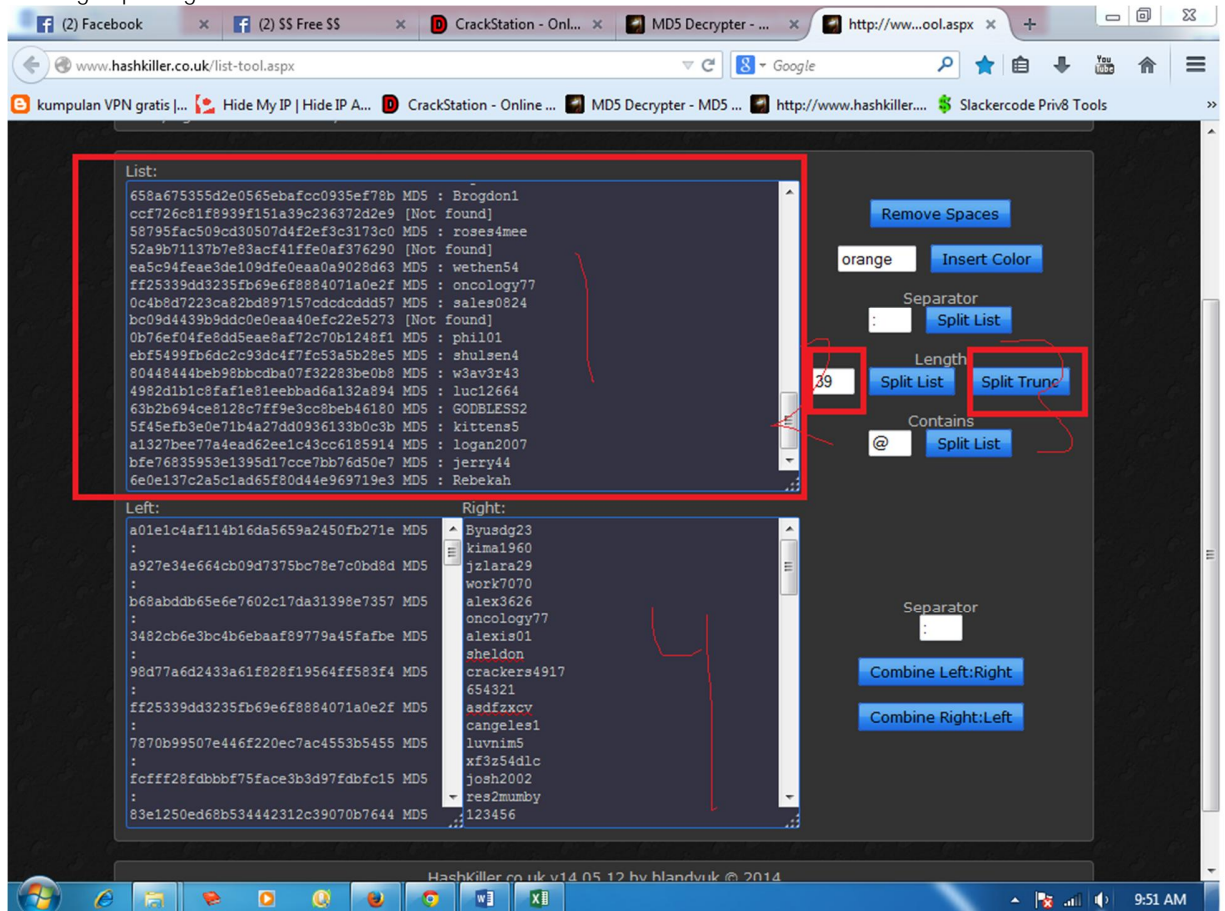 (2) Facebook
(2) $$ Free $$
CrackStation - Onl...
MD5 Decrypter - ...
http://ww...ool.aspx
www.hashkiller.co.uk/list-tool.aspx
Google
You Tube
kumpulan VPN gratis |...
Hide My IP | Hide IP A...
CrackStation - Online ...
MD5 Decrypter - MD5 ...
http://www.hashkiller....
Slackercode Priv8 Tools
List:
658a675355d2e0565ebafcc0935ef78b MD5 : Brogdon1
ccf726c81f8939f151a39c236372d2e9 [Not found]
58795fac509cd30507d4f2ef3c3173c0 MD5 : roses4mee
52a9b71137b7e83acf41ffe0af376290 [Not found]
ea5c94feae3de109dfe0eaa0a9028d63 MD5 : wethen54
ff25339dd3235fb69e6f8884071a0e2f MD5 : oncology77
0c4b8d7223ca82bd897157cdcdcddd57 MD5 : sales0824
bc09d4439b9ddc0e0eaa40efc22e5273 [Not found]
0b76ef04fe8dd5eae8af72c70b1248f1 MD5 : phil01
ebf5499fb6dc2c93dc4f7fc53a5b28e5 MD5 : shulsen4
80448444beb98bbcdba07f32283be0b8 MD5 : w3av3r43
4982d1b1c8faf1e81eebbad6a132a894 MD5 : luc12664
63b2b694ce8128c7ff9e3cc8beb46180 MD5 : GODBLESS2
5f45efb3e0e71b4a27dd0936133b0c3b MD5 : kittens5
a1327bee77a4ead62ee1c43cc6185914 MD5 : logan2007
bfe76835953e1395d17cce7bb76d50e7 MD5 : jerry44
6e0e137c2a5c1ad65f80d44e969719e3 MD5 : Rebekah
Remove Spaces
orange
Insert Color
Separator
:
Split List
Length
39
Split List
Split Trunc
Contains
@
Split List
Left:
a01e1c4af114b16da5659a2450fb271e MD5
:
a927e34e664cb09d7375bc78e7c0bd8d MD5
:
b68abddb65e6e7602c17da31398e7357 MD5
:
3482cb6e3bc4b6ebaaf89779a45fafbe MD5
:
98d77a6d2433a61f828f19564ff583f4 MD5
:
ff25339dd3235fb69e6f8884071a0e2f MD5
:
7870b99507e446f220ec7ac4553b5455 MD5
:
fcfff28fdbbbf75face3b3d97fdbfc15 MD5
:
83e1250ed68b534442312c39070b7644 MD5
Right:
Byusdg23
kima1960
jzlara29
work7070
alex3626
oncology77
alexis01
sheldon
crackers4917
654321
asdfzxcv
cangeles1
luvnim5
xf3z54dlc
josh2002
res2mumby
123456
4
Separator
:
Combine Left:Right
Combine Right:Left
HashKiller.co.uk v14.05.12 by blandyuk © 2014
9:51 AM